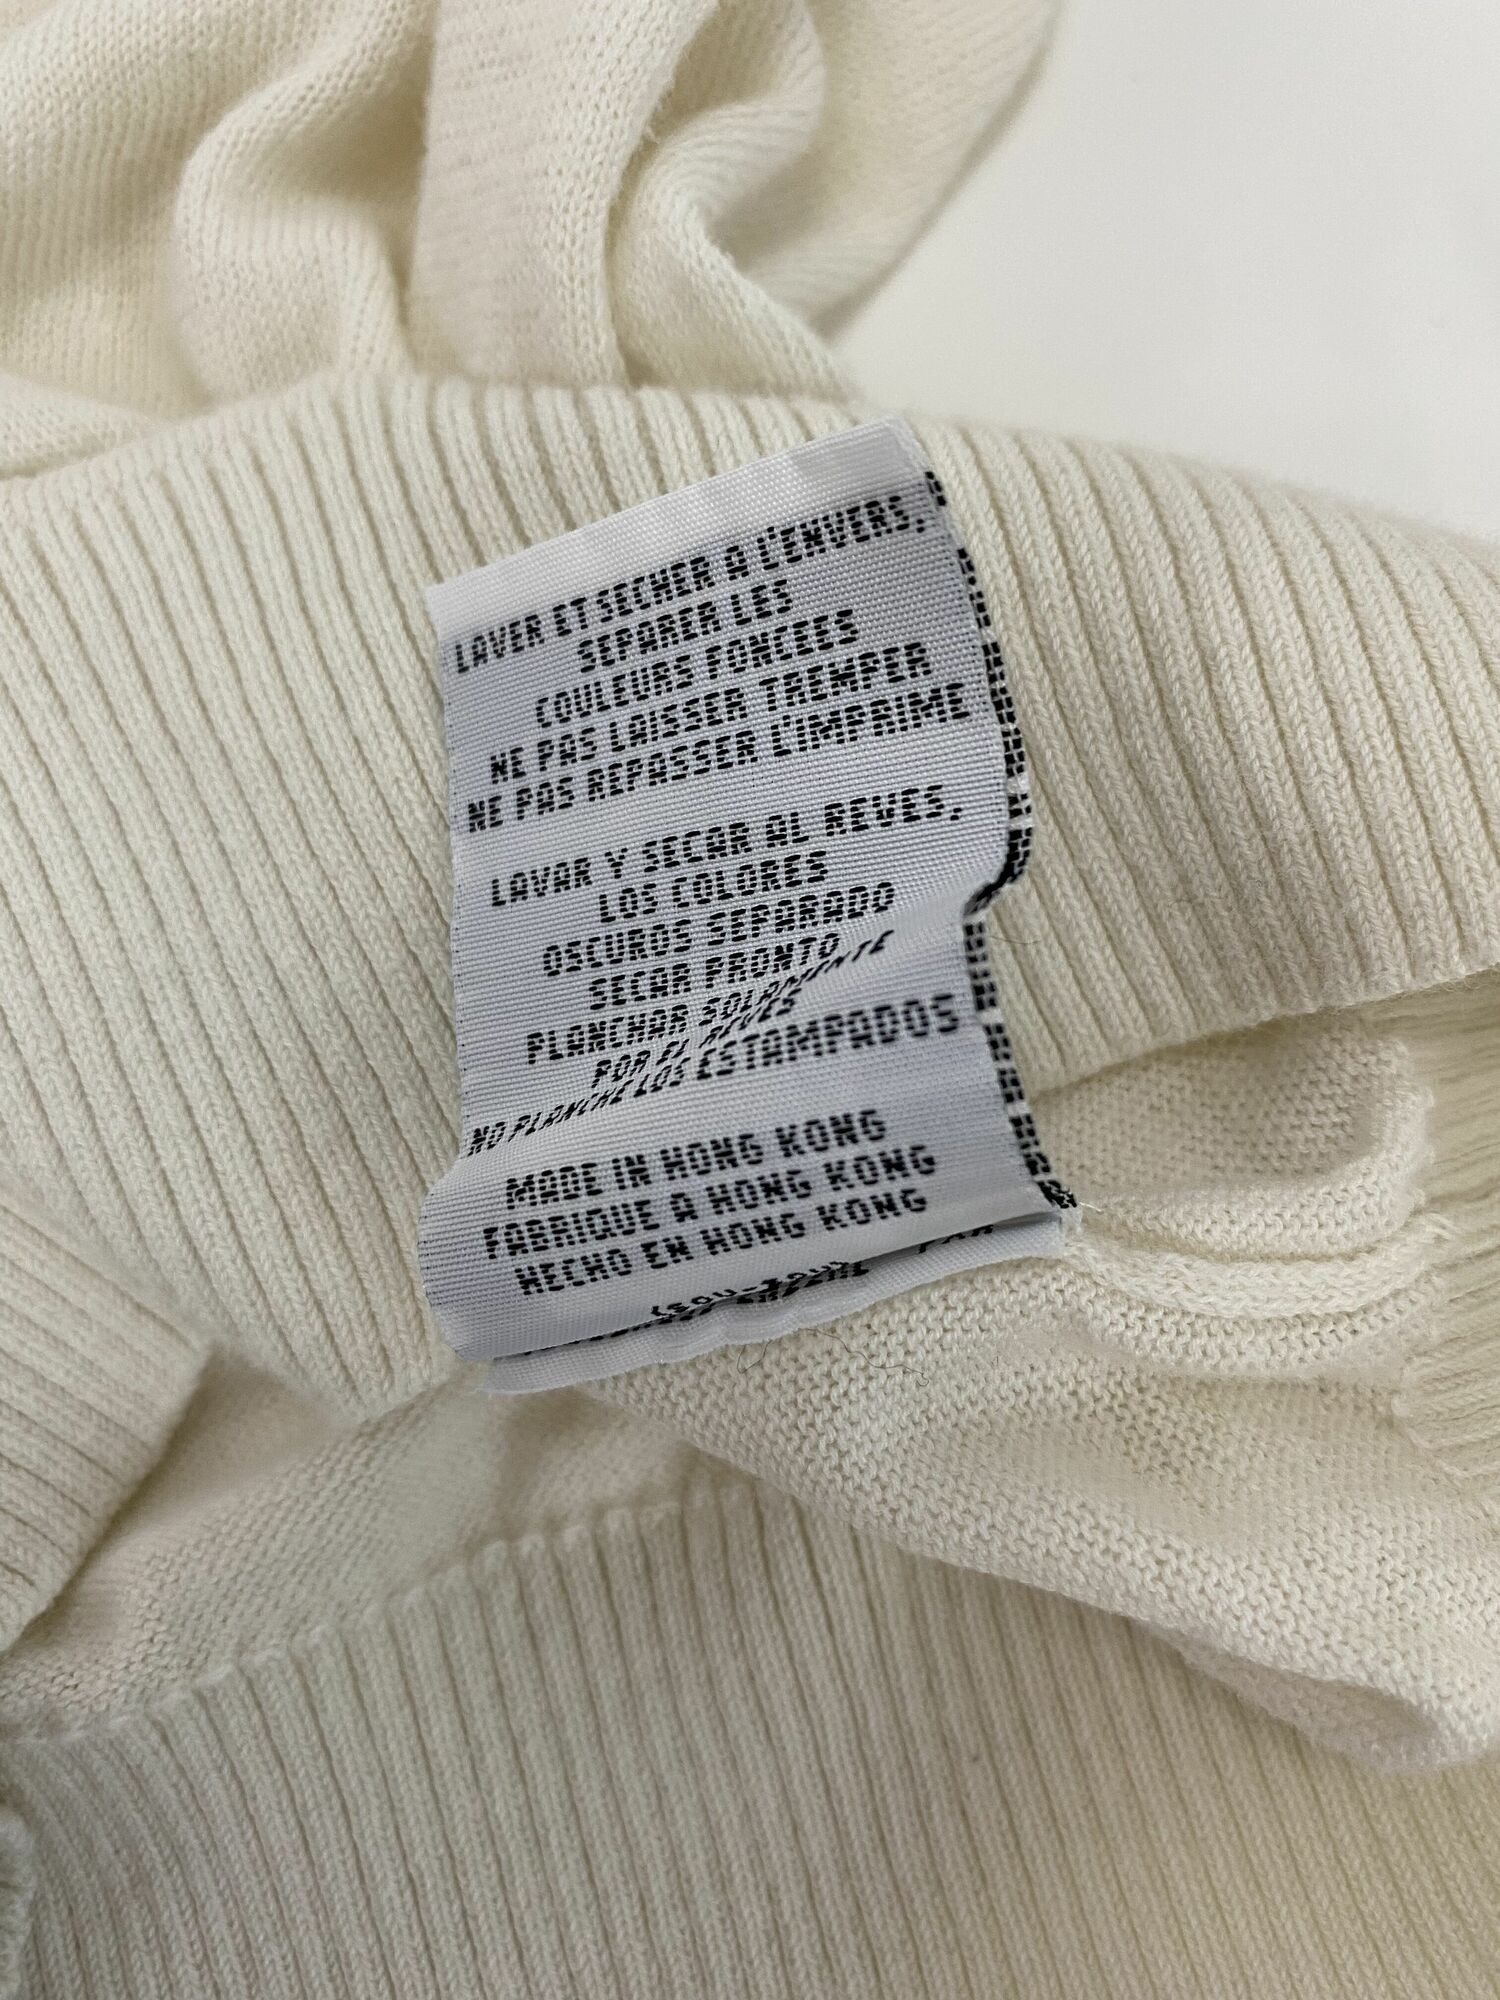 LAVER ET SECHER A L'ENVERS,
SEPARER LES
COULEURS FONCEES
NE PAS LAISSER TREMPER
NE PAS REPASSER L'IMPRIME
LAVAR Y SECAR AL REVES,
LOS COLORES
OSCUROS SEPARADO
SECAR PRONTO
PLANCHAR SOLAMENTE
POR EL REVES
NO PLANCHE LOS ESTAMPADOS
MADE IN HONG KONG
FABRIQUE A HONG KONG
HECHO EN HONG KONG